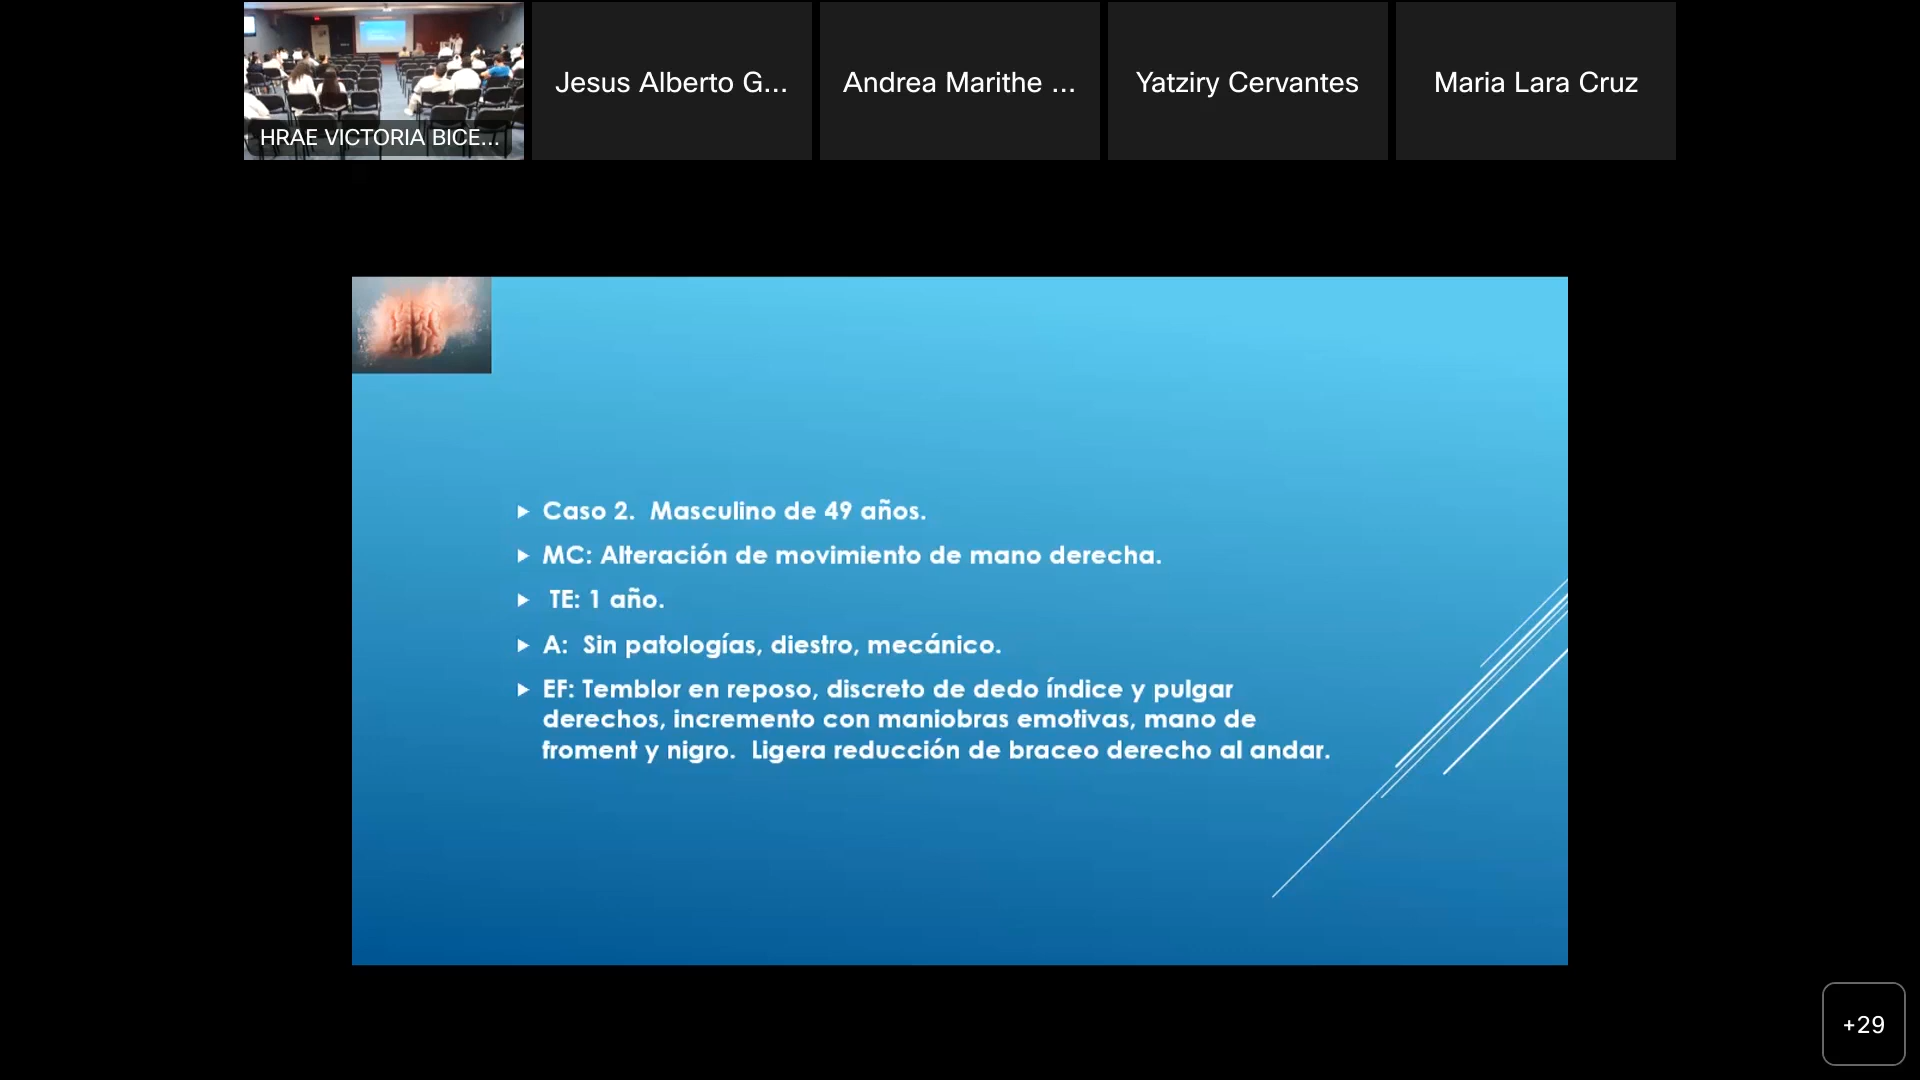 HRAE VICTORIA BICE...
Jesus Alberto G...
Andrea Marithe ...
Yatziry Cervantes
Maria Lara Cruz
Caso 2. Masculino de 49 años.
MC: Alteración de movimiento de mano derecha.
TE: 1 año.
A: Sin patologías, diestro, mecánico.
EF: Temblor en reposo, discreto de dedo índice y pulgar
derechos, incremento con maniobras emotivas, mano de
froment y nigro. Ligera reducción de braceo derecho al andar.
+29